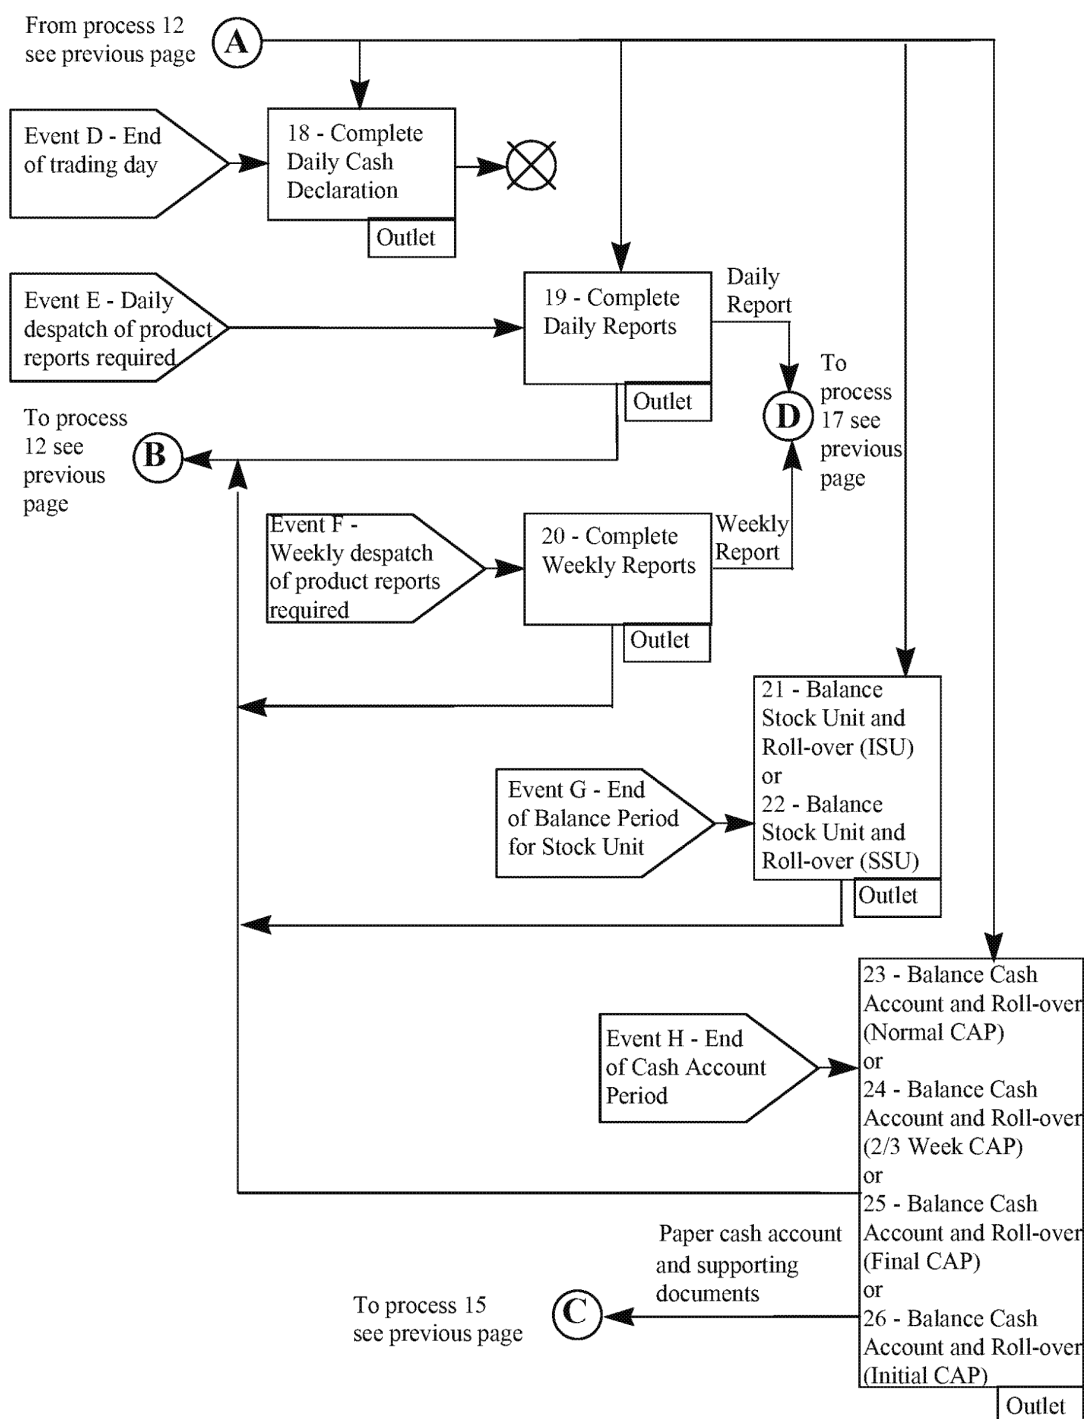 From process 12
see previous page
A
Event D - End
of trading day
18 - Complete
Daily Cash
Declaration
Outlet
Event E - Daily
despatch of product
reports required
19 - Complete
Daily Reports
Outlet
Daily
Report
To
process
17 see
previous
page
D
To process
12 see
previous
page
B
Event F -
Weekly despatch
of product reports
required
20 - Complete
Weekly Reports
Outlet
Weekly
Report
21 - Balance
Stock Unit and
Roll-over (ISU)
or
22 - Balance
Stock Unit and
Roll-over (SSU)
Outlet
Event G - End
of Balance Period
for Stock Unit
23 - Balance Cash
Account and Roll-over
(Normal CAP)
or
24 - Balance Cash
Account and Roll-over
(2/3 Week CAP)
or
25 - Balance Cash
Account and Roll-over
(Final CAP)
or
26 - Balance Cash
Account and Roll-over
(Initial CAP)
Outlet
Event H - End
of Cash Account
Period
Paper cash account
and supporting
documents
To process 15
see previous page
C